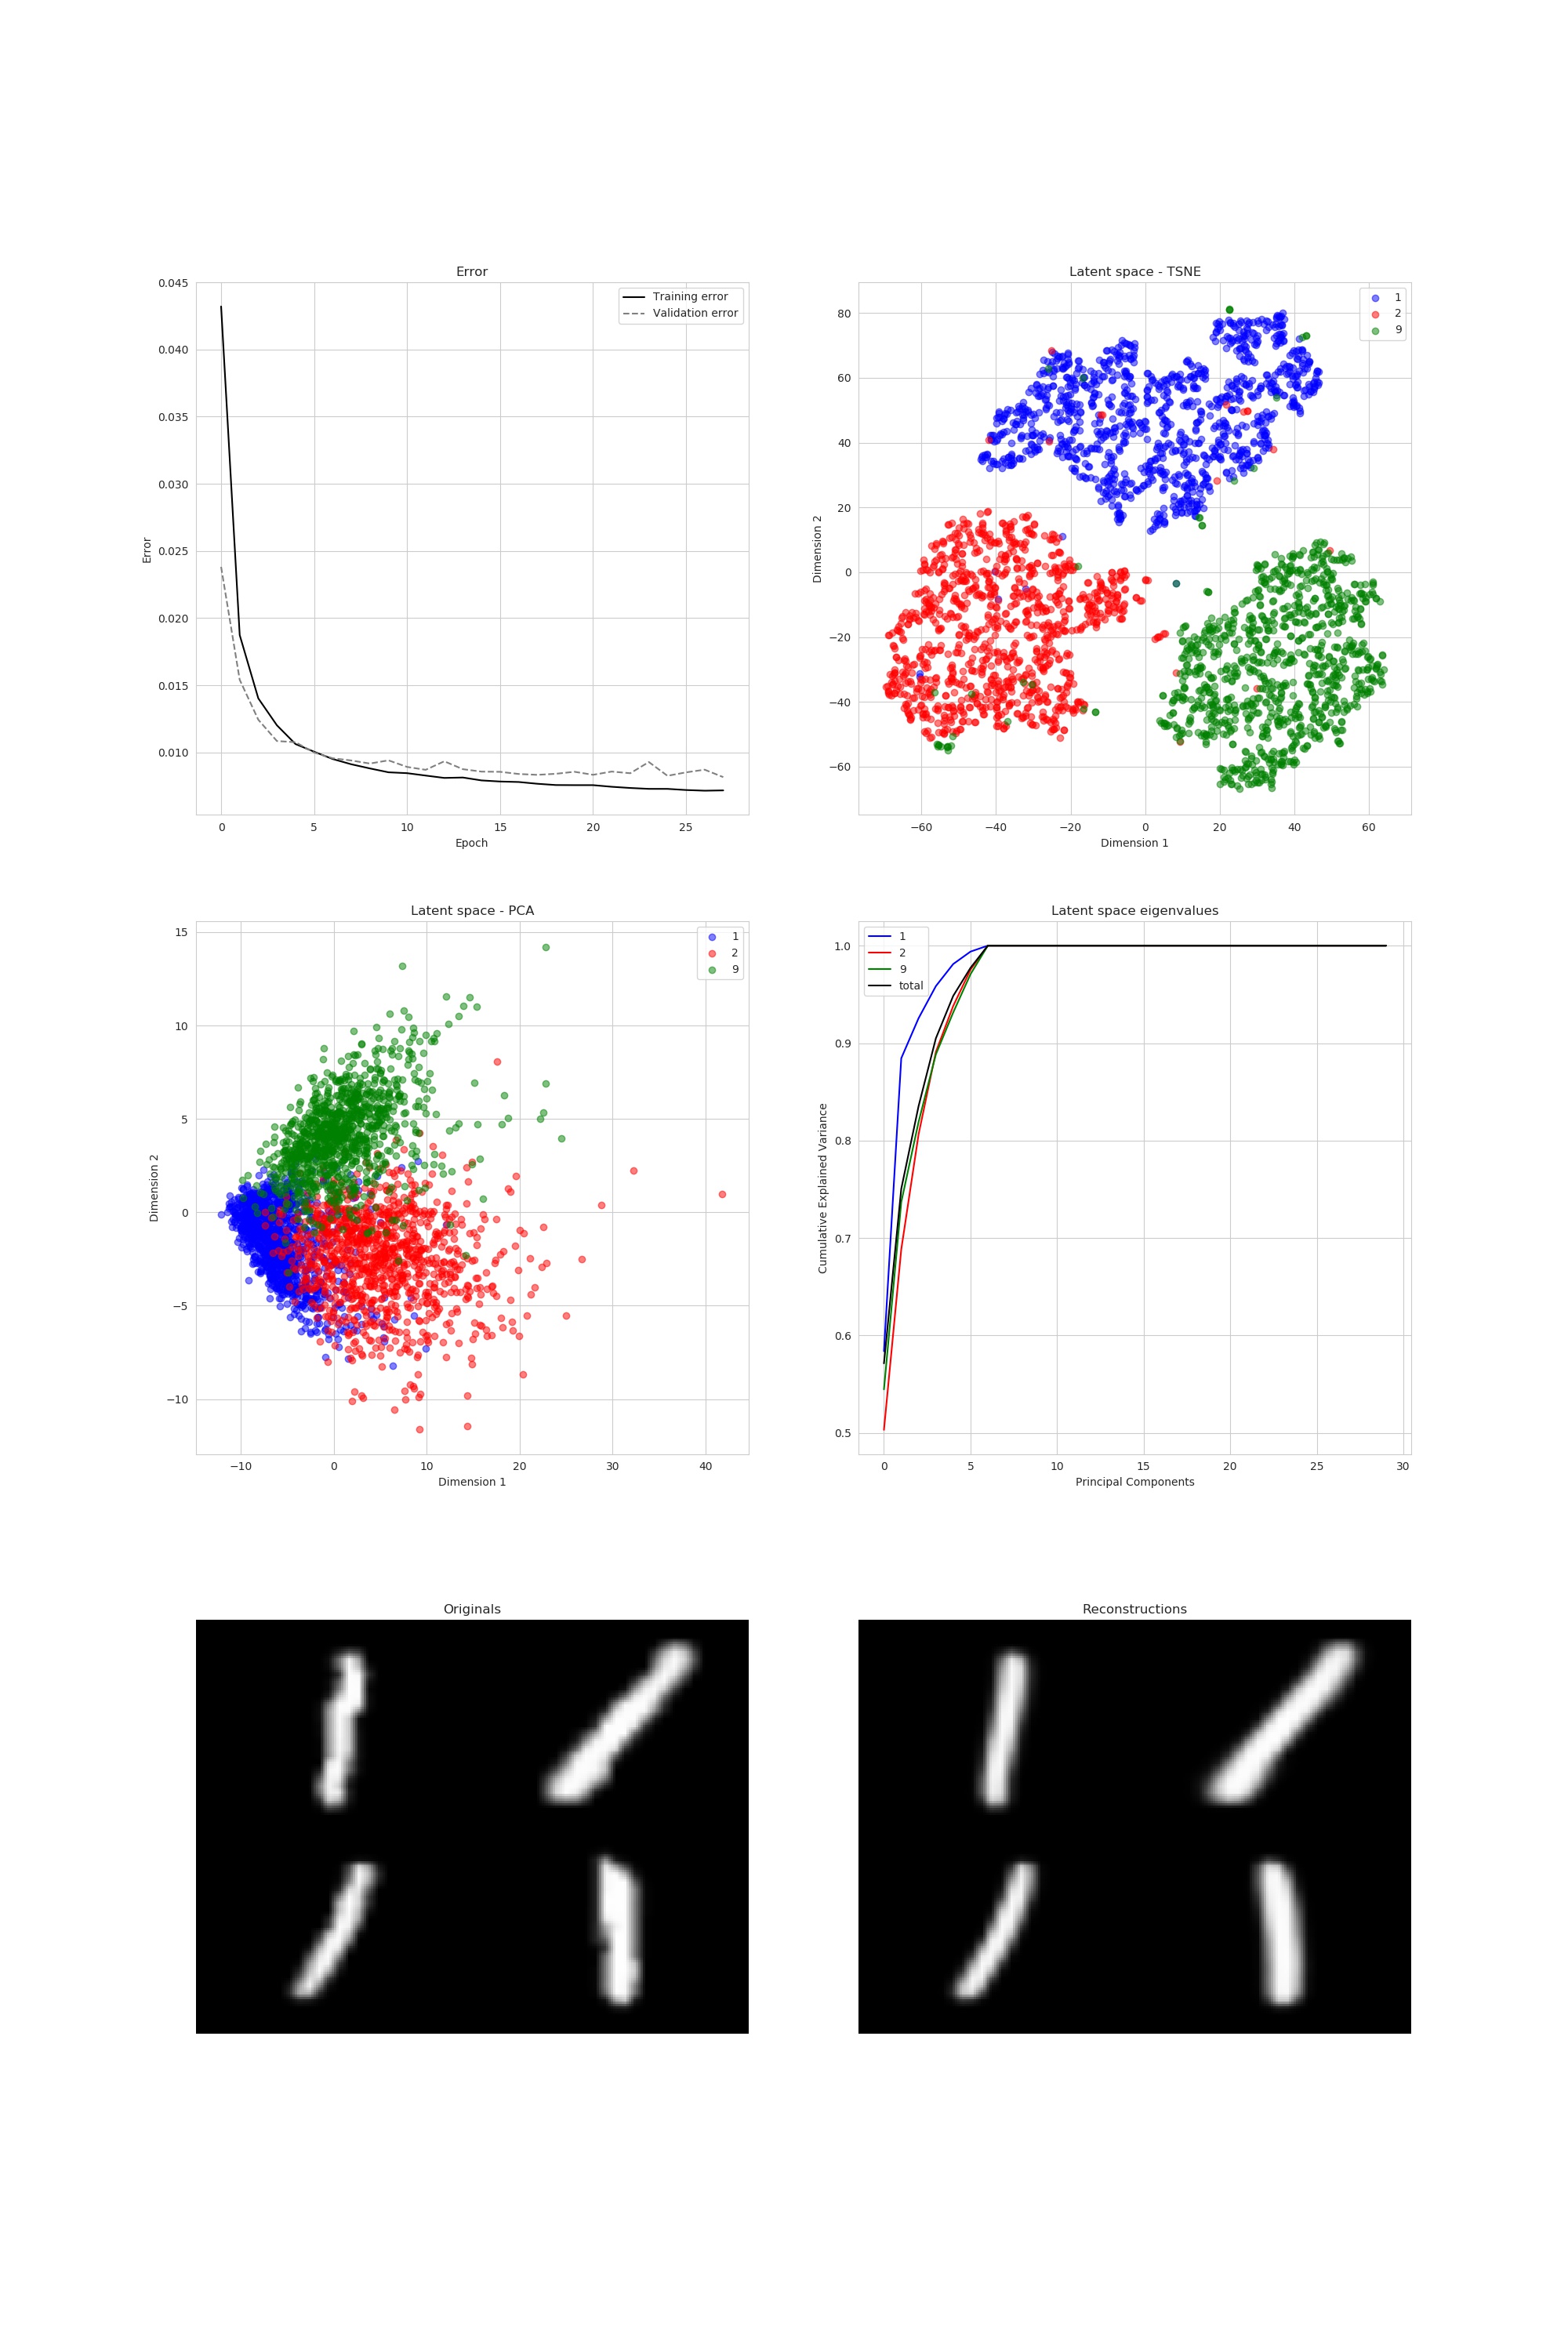 Error
0.045
0.040
0.035
0.030
0.025
0.020
0.015
0.010
Error
Training error
Validation error
0 5 10 15 20 25
Epoch
Latent space - TSNE
80
60
40
20
0
−20
−40
−60
Dimension 2
1
2
9
−60 −40 −20 0 20 40 60
Dimension 1
Latent space - PCA
15
10
5
0
−5
−10
Dimension 2
1
2
9
−10 0 10 20 30 40
Dimension 1
Latent space eigenvalues
1.0
0.9
0.8
0.7
0.6
0.5
Cumulative Explained Variance
1
2
9
total
0 5 10 15 20 25 30
Principal Components
Originals
Reconstructions